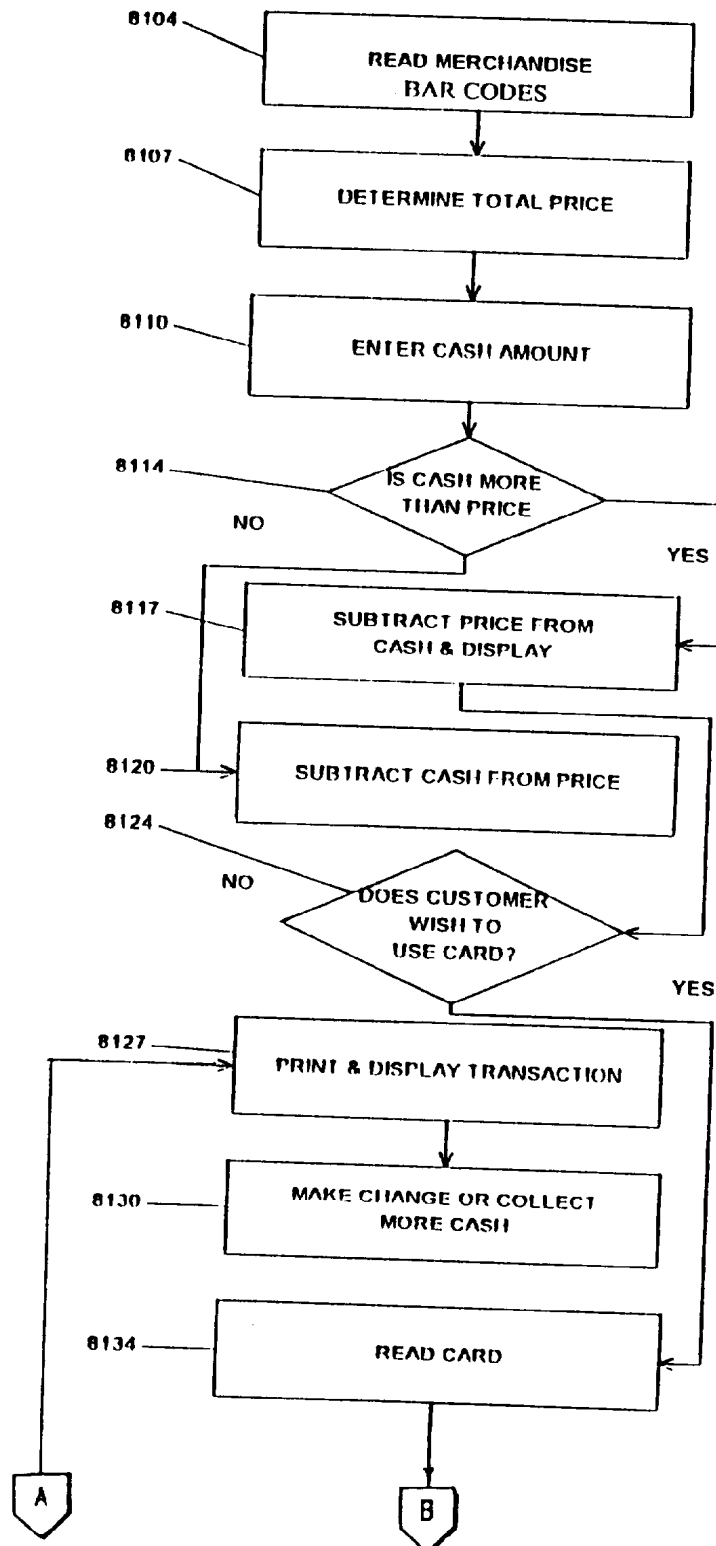 8104
READ MERCHANDISE
BAR CODES
8107
DETERMINE TOTAL PRICE
8110
ENTER CASH AMOUNT
8114
IS CASH MORE
THAN PRICE
NO
YES
8117
SUBTRACT PRICE FROM
CASH & DISPLAY
8120
SUBTRACT CASH FROM PRICE
8124
NO
DOES CUSTOMER
WISH TO
USE CARD?
YES
8127
PRINT & DISPLAY TRANSACTION
8130
MAKE CHANGE OR COLLECT
MORE CASH
8134
READ CARD
A
B